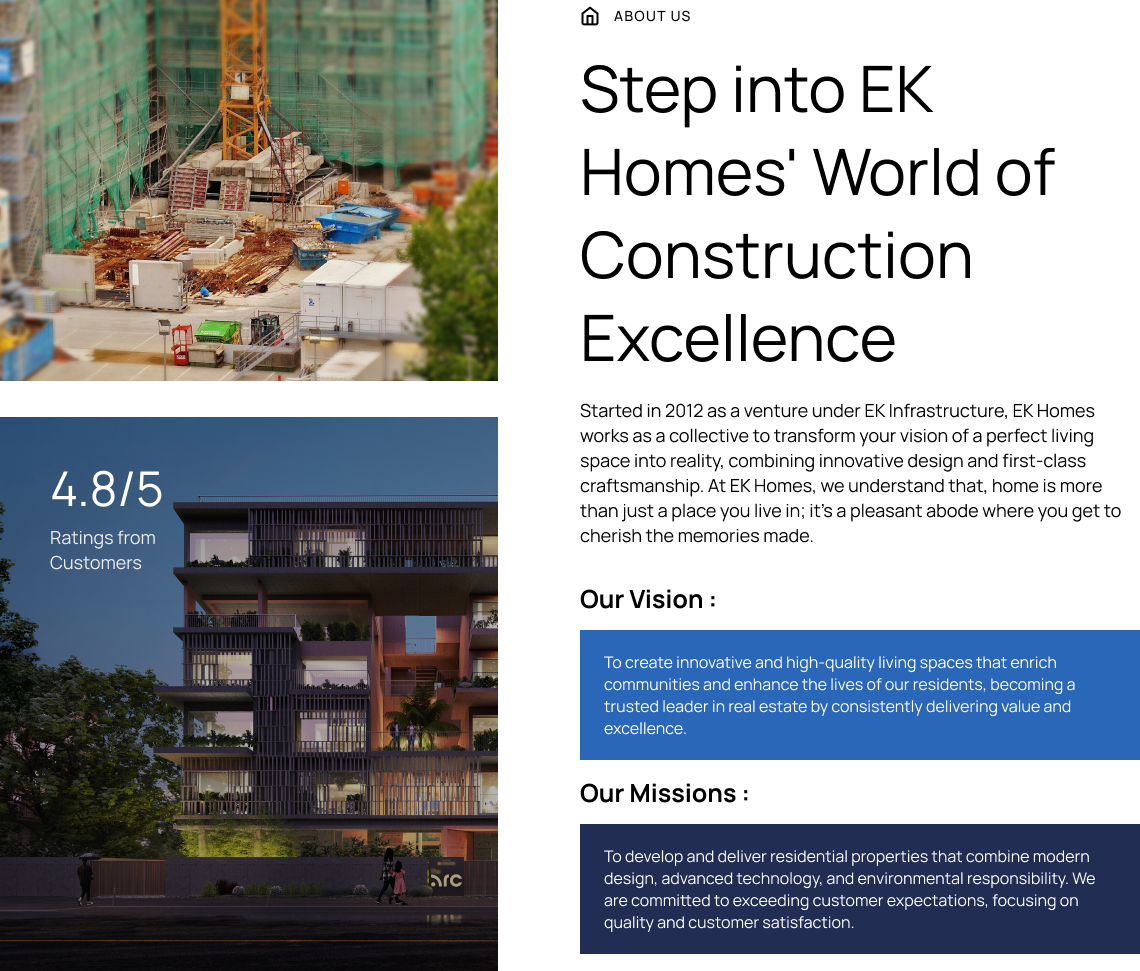 ABOUT US
Step into EK
Homes' World of
Construction
Excellence
Started in 2012 as a venture under EK Infrastructure, EK Homes
works as a collective to transform your vision of a perfect living
space into reality, combining innovative design and first-class
craftsmanship. At EK Homes, we understand that, home is more
than just a place you live in; it’s a pleasant abode where you get to
cherish the memories made.
Our Vision :
To create innovative and high-quality living spaces that enrich
communities and enhance the lives of our residents, becoming a
trusted leader in real estate by consistently delivering value and
excellence.
Our Missions :
To develop and deliver residential properties that combine modern
design, advanced technology, and environmental responsibility. We
are committed to exceeding customer expectations, focusing on
quality and customer satisfaction.
4.8/5
Ratings from
Customers
arc